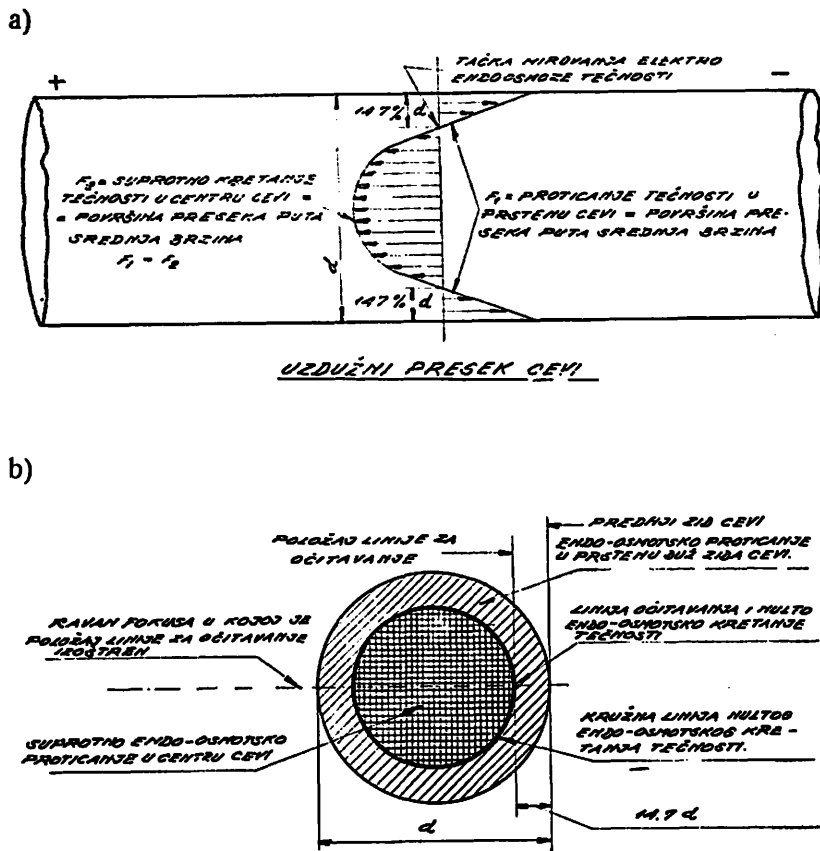 a)
TAČKA MIROVANJA ELEKTRO
ENDOOSMOZE TEČNOSTI
+
−
14.7% d
F₂ = SUPROTNO KRETANJE
TEČNOSTI U CENTRU CEVI =
= POVRŠINA PRESEKA PUTA
SREDNJA BRZINA
F₁ = F₂
d
F₁ = PROTICANJE TEČNOSTI U
PRSTENU CEVI = POVRŠINA PRE-
SEKA PUTA SREDNJA BRZINA
14.7% d
UZDUŽNI PRESEK CEVI
b)
PREDNJI ZID CEVI
POLOŽAJ LINIJE ZA
OČITAVANJE
ENDO-OSMOTSKO PROTICANJE
U PRSTENU DUŽ ZIDA CEVI.
RAVAN FOKUSA U KOJOJ JE
POLOŽAJ LINIJE ZA OČITAVANJE
IZOŠTREN
LINIJA OČITAVANJA I NULTO
ENDO-OSMOTSKO KRETANJE
TEČNOSTI
SUPROTNO ENDO-OSMOTSKO
PROTICANJE U CENTRU CEVI
KRUŽNA LINIJA NULTOG
ENDO-OSMOTSKOG KRE-
TANJA TEČNOSTI.
14.7 d
d